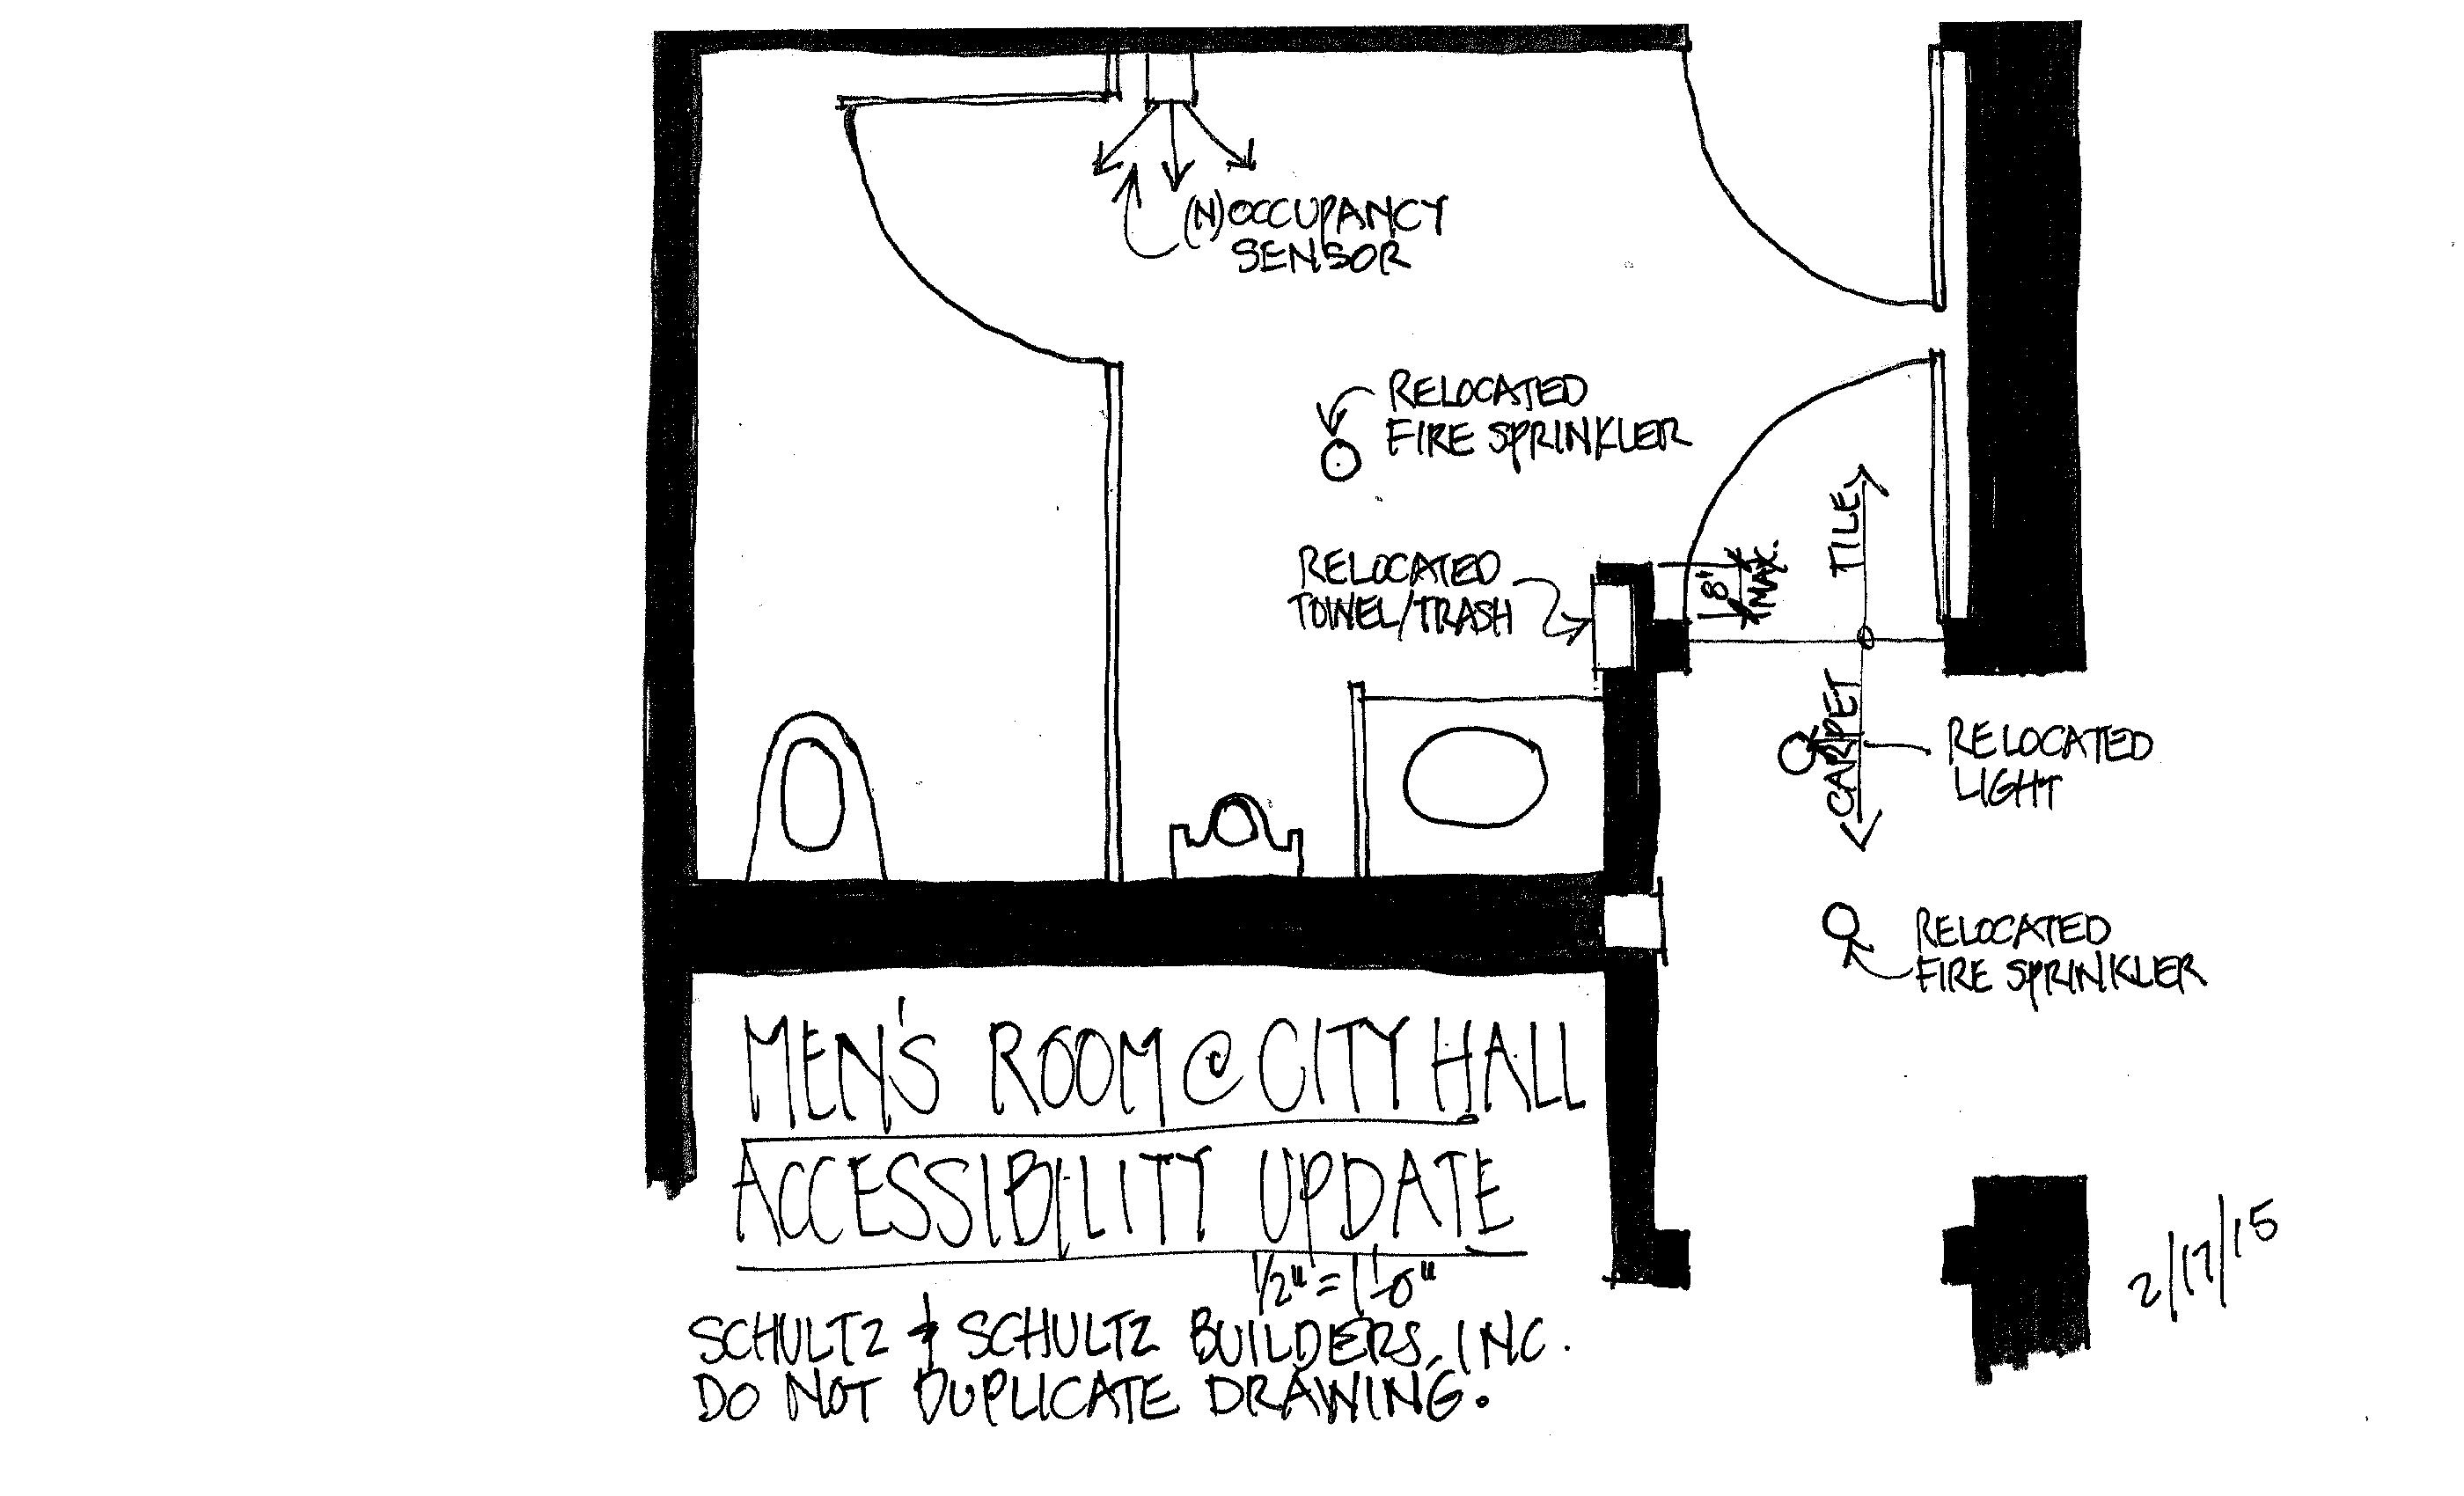 (N) OCCUPANCY
SENSOR
RELOCATED
FIRE SPRINKLER
RELOCATED
TOWEL/TRASH
8"
MAX.
TILE
CARPET
RELOCATED
LIGHT
RELOCATED
FIRE SPRINKLER
MEN'S ROOM @ CITY HALL
ACCESSIBILITY UPDATE
1/2" = 1'-0"
SCHULTZ & SCHULTZ BUILDERS, INC.
DO NOT DUPLICATE DRAWING.
2/17/15